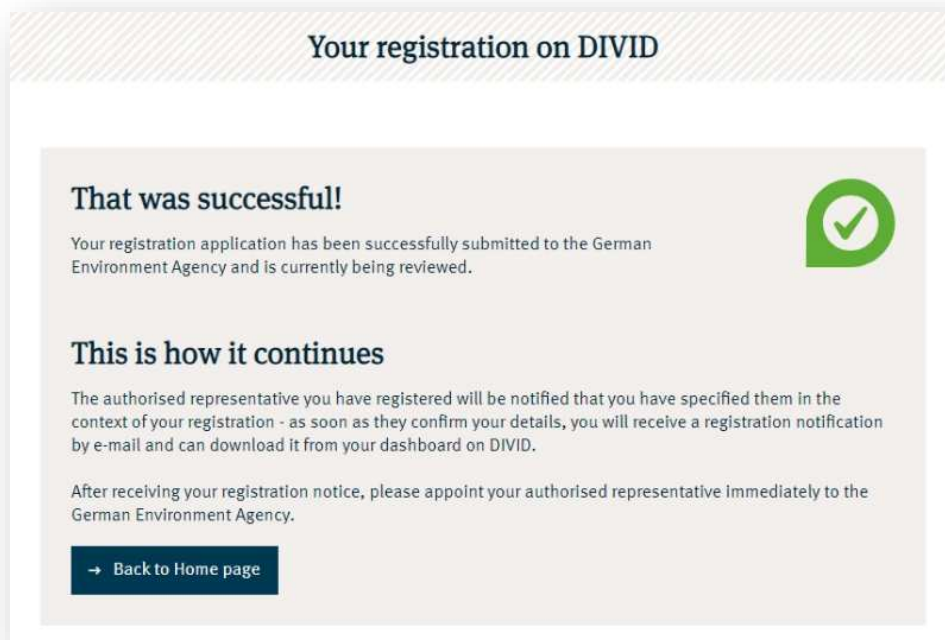 Your registration on DIVID
That was successful!
Your registration application has been successfully submitted to the German
Environment Agency and is currently being reviewed.
This is how it continues
The authorised representative you have registered will be notified that you have specified them in the
context of your registration - as soon as they confirm your details, you will receive a registration notification
by e-mail and can download it from your dashboard on DIVID.
After receiving your registration notice, please appoint your authorised representative immediately to the
German Environment Agency.
→ Back to Home page